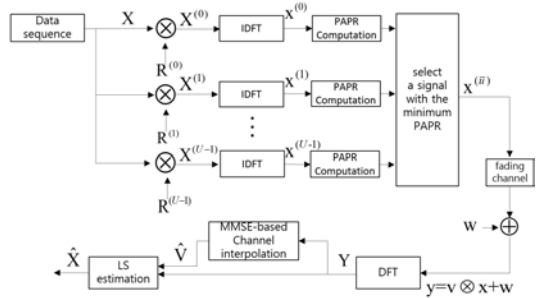 Data
sequence
X
X^(0)
IDFT
x^(0)
PAPR
Computation
R^(0)
X^(1)
IDFT
x^(1)
PAPR
Computation
R^(1)
X^(U-1)
IDFT
x^(U-1)
PAPR
Computation
R^(U-1)
select
a signal
with the
minimum
PAPR
x^(ū)
fading
channel
w
y=v⊗x+w
DFT
Y
MMSE-based
Channel
interpolation
V̂
LS
estimation
X̂